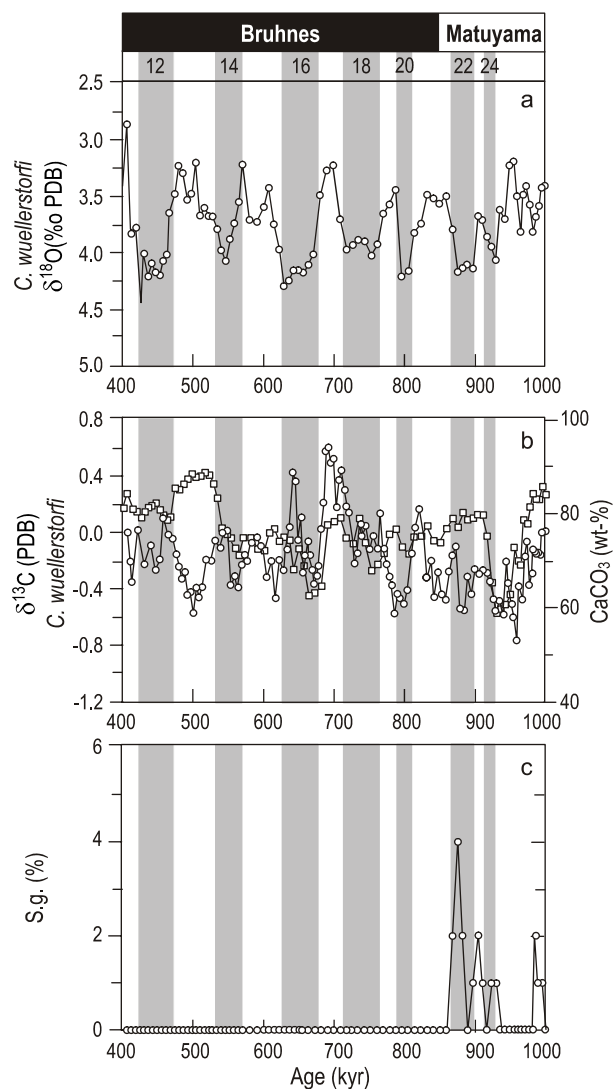 Bruhnes Matuyama
12 14 16 18 20 22 24
a
C. wuellerstorfi
δ18O(%o PDB)
2.5
3.0
3.5
4.0
4.5
5.0
400 500 600 700 800 900 1000
b
δ13C (PDB)
C. wuellerstorfi
0.8
0.4
0.0
-0.4
-0.8
-1.2
100
80
60
40
CaCO3 (wt-%)
400 500 600 700 800 900 1000
c
S.g. (%)
6
4
2
0
400 500 600 700 800 900 1000
Age (kyr)